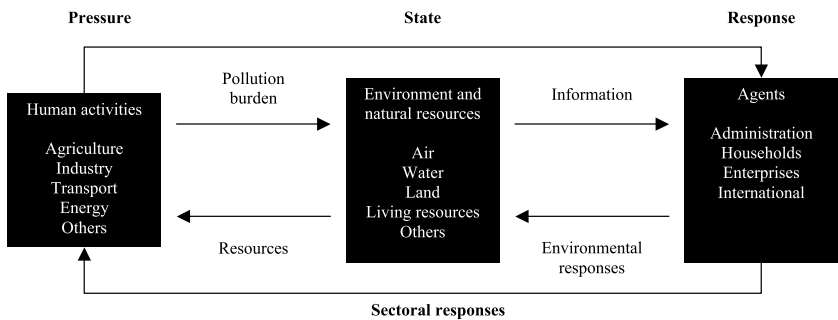 Pressure
State
Response
Human activities
Agriculture
Industry
Transport
Energy
Others
Pollution
burden
Resources
Environment and
natural resources
Air
Water
Land
Living resources
Others
Information
Environmental
responses
Agents
Administration
Households
Enterprises
International
Sectoral responses